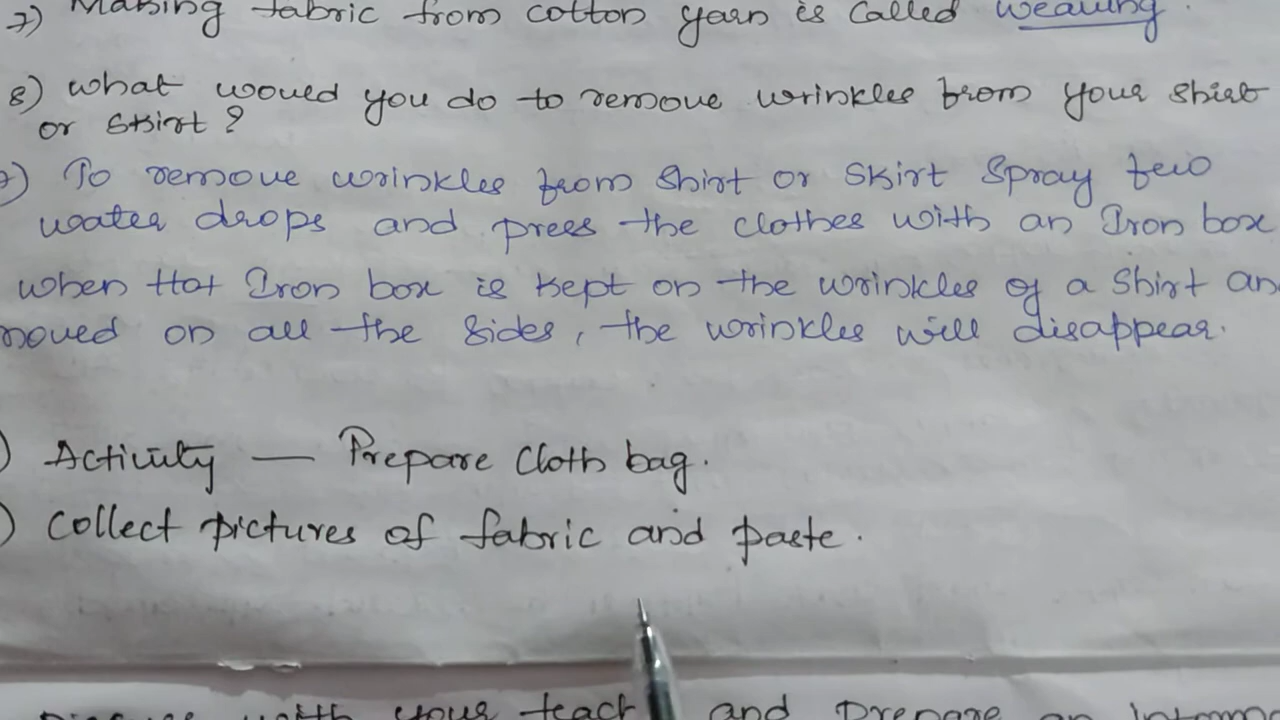 7) Making fabric from cotton yarn is called weaving.
8) what would you do to remove wrinkles from your shirt
or skirt?
) To remove wrinkles from shirt or skirt spray few
water drops and press the clothes with an Iron box
when Hot Iron box is kept on the wrinkles of a shirt an
moved on all the sides, the wrinkles will disappear.
) Activity — Prepare cloth bag.
) collect pictures of fabric and paste.
with your teach and prepare an